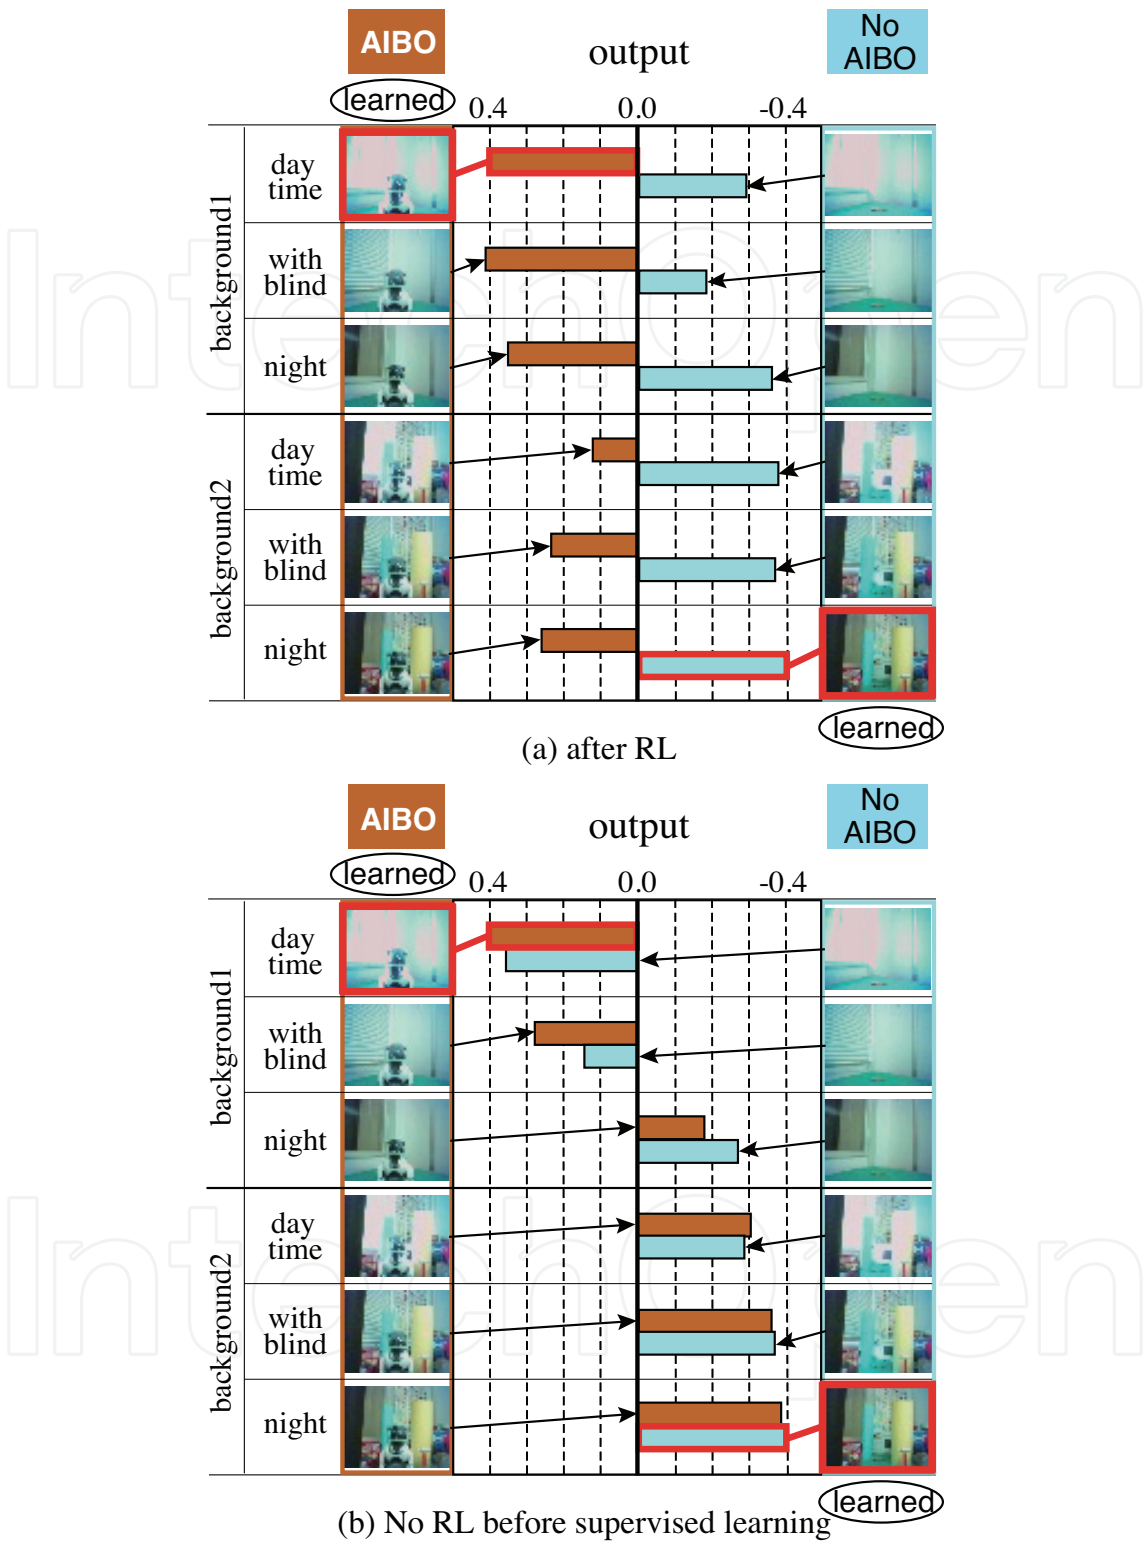 AIBO
output
No
AIBO
learned
0.4
0.0
-0.4
background1
day
time
with
blind
night
background2
day
time
with
blind
night
learned
(a) after RL
AIBO
output
No
AIBO
learned
0.4
0.0
-0.4
background1
day
time
with
blind
night
background2
day
time
with
blind
night
learned
(b) No RL before supervised learning
IntechOpen
IntechOpen